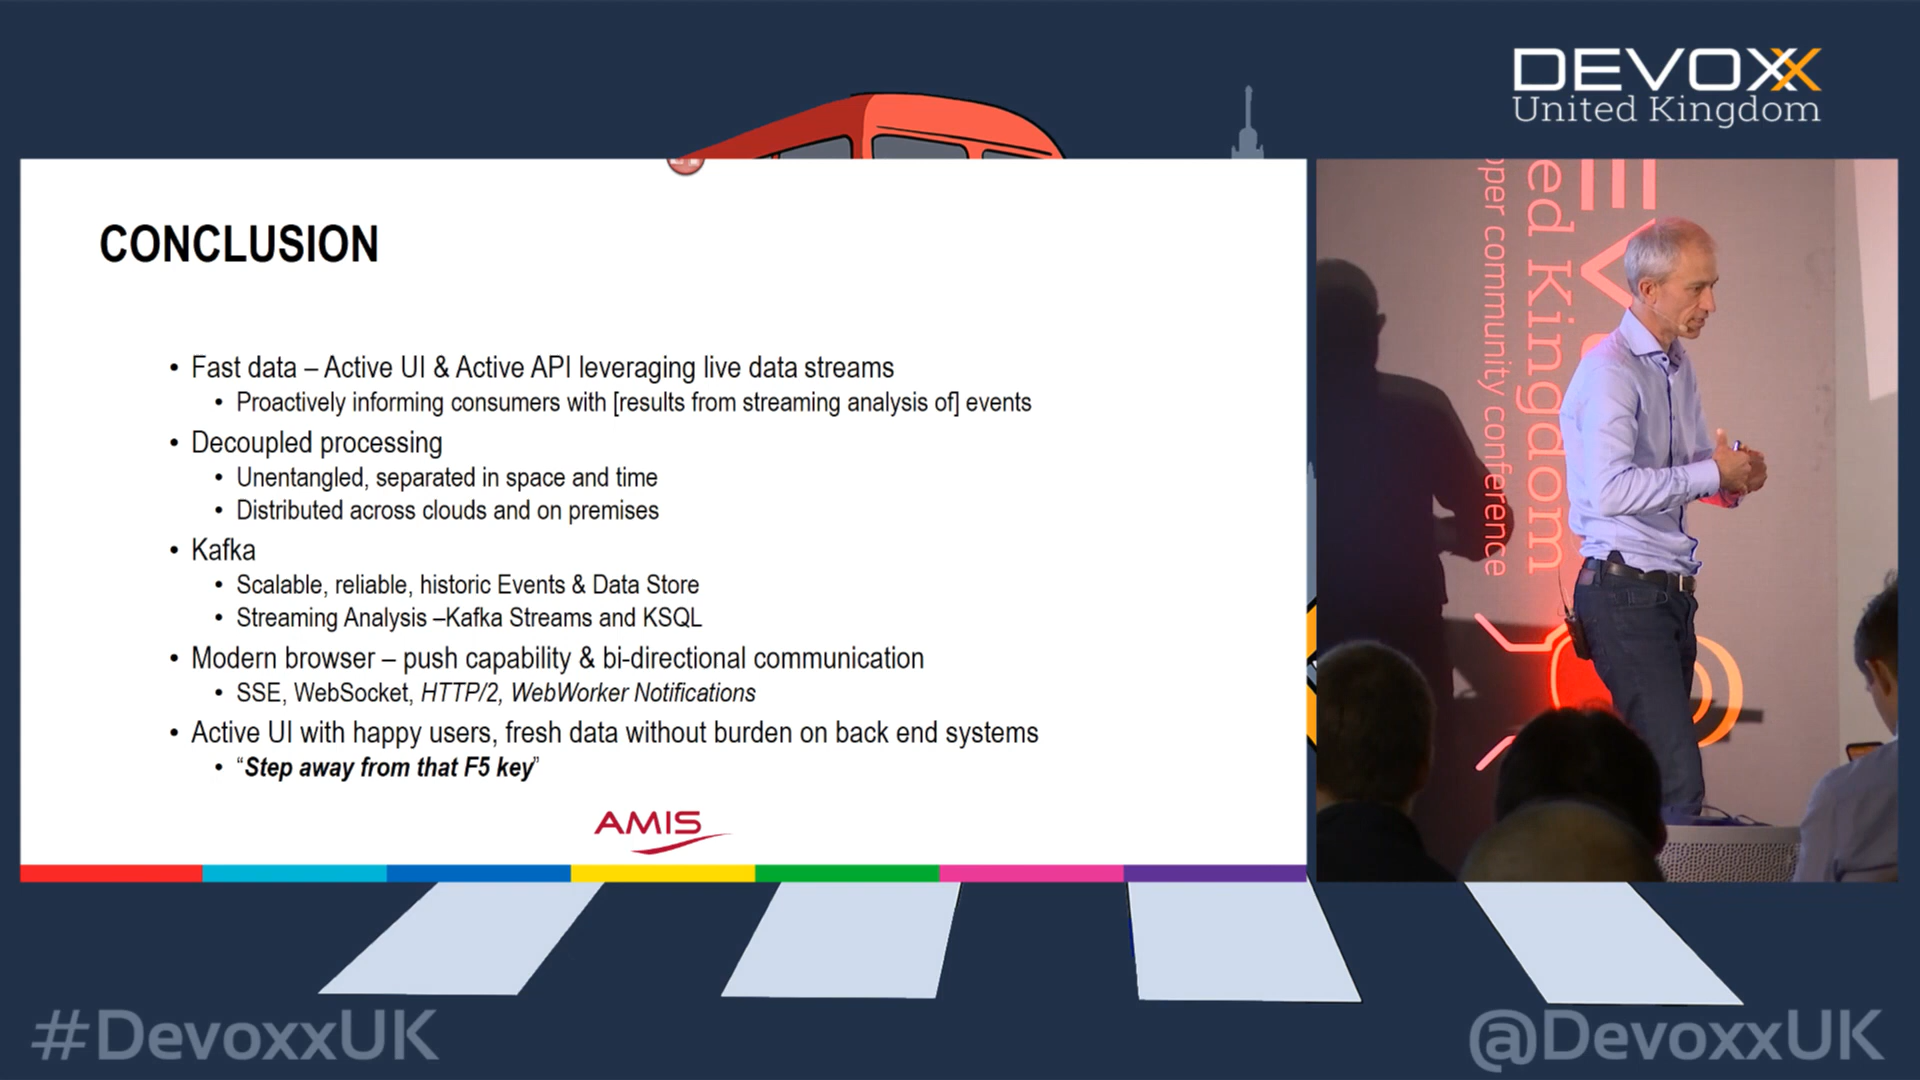 DEVOXX
United Kingdom
CONCLUSION
• Fast data – Active UI & Active API leveraging live data streams
• Proactively informing consumers with [results from streaming analysis of] events
• Decoupled processing
• Unentangled, separated in space and time
• Distributed across clouds and on premises
• Kafka
• Scalable, reliable, historic Events & Data Store
• Streaming Analysis –Kafka Streams and KSQL
• Modern browser – push capability & bi-directional communication
• SSE, WebSocket, HTTP/2, WebWorker Notifications
• Active UI with happy users, fresh data without burden on back end systems
• “Step away from that F5 key”
AMIS
EV
ed Kingdom
oper community conference
#DevoxxUK
@DevoxxUK